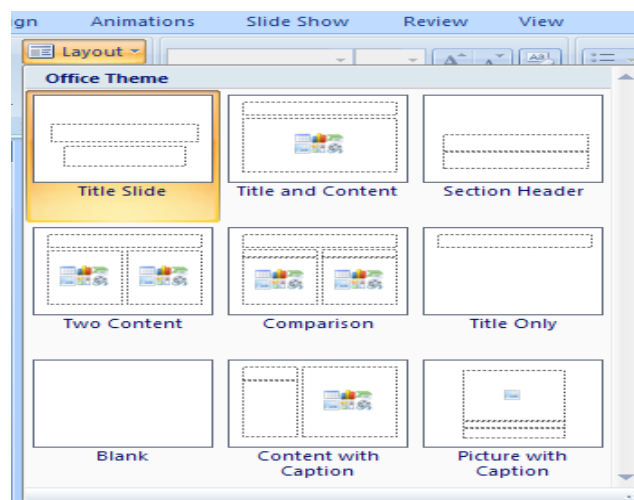 gn Animations Slide Show Review View
Layout
Office Theme
Title Slide Title and Content Section Header
Two Content Comparison Title Only
Blank Content with Caption Picture with Caption